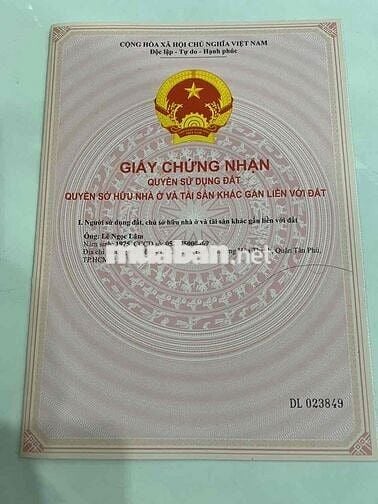 CỘNG HÒA XÃ HỘI CHỦ NGHĨA VIỆT NAM
Độc lập - Tự do - Hạnh phúc
GIẤY CHỨNG NHẬN
QUYỀN SỬ DỤNG ĐẤT
QUYỀN SỞ HỮU NHÀ Ở VÀ TÀI SẢN KHÁC GẮN LIỀN VỚI ĐẤT
I. Người sử dụng đất, chủ sở hữu nhà ở và tài sản khác gắn liền với đất
Ông: Lê Ngọc Lâm
Năm sinh: 1975, CCCD số:
Địa chỉ Quận Tân Phú,
TP.HCM
muaban.net
DL 023849